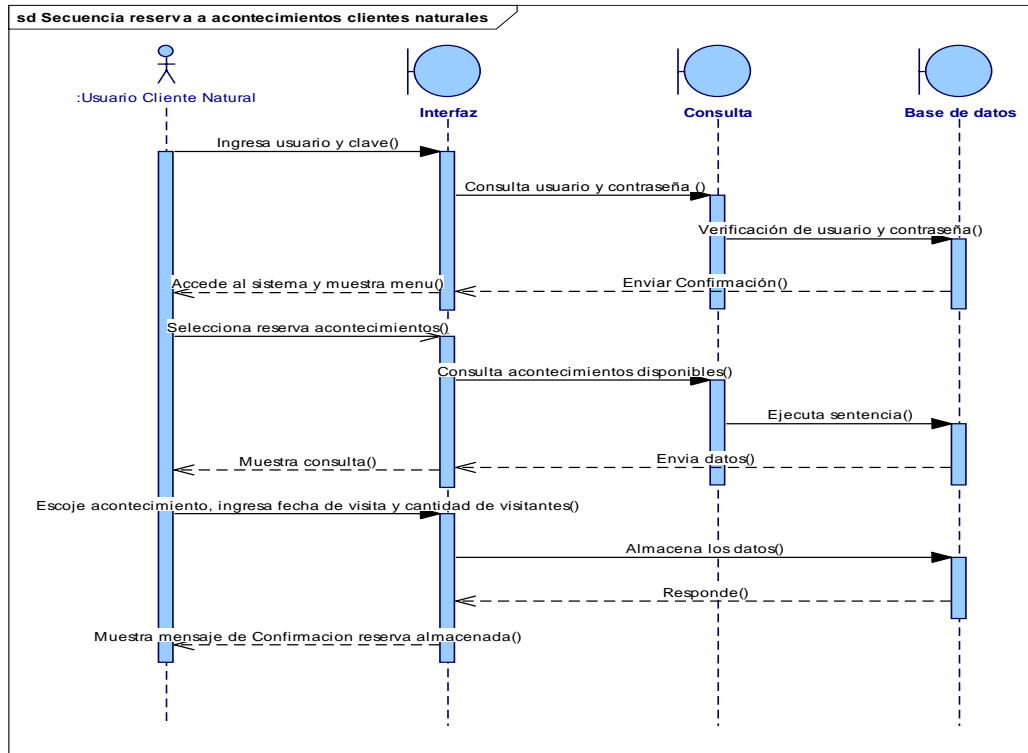 sd Secuencia reserva a acontecimientos clientes naturales
:Usuario Cliente Natural
Interfaz
Consulta
Base de datos
Ingresa usuario y clave()
Consulta usuario y contraseña ()
Verificación de usuario y contraseña()
Accede al sistema y muestra menu()
Enviar Confirmación()
Selecciona reserva acontecimientos()
Consulta acontecimientos disponibles()
Ejecuta sentencia()
Muestra consulta()
Envia datos()
Escoje acontecimiento, ingresa fecha de visita y cantidad de visitantes()
Almacena los datos()
Responde()
Muestra mensaje de Confirmacion reserva almacenada()